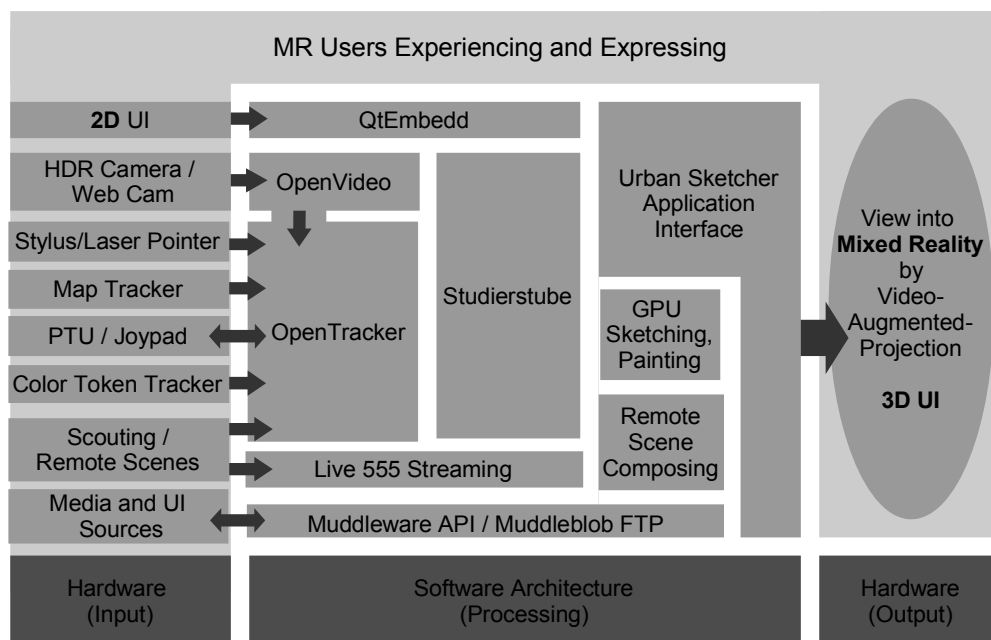 MR Users Experiencing and Expressing
2D UI
QtEmbedd
HDR Camera /
Web Cam
OpenVideo
Stylus/Laser Pointer
Map Tracker
PTU / Joypad
Color Token Tracker
OpenTracker
Studierstube
Scouting /
Remote Scenes
Live 555 Streaming
Media and UI
Sources
Muddleware API / Muddleblob FTP
Urban Sketcher
Application
Interface
GPU
Sketching,
Painting
Remote
Scene
Composing
View into
Mixed Reality
by
Video-
Augmented-
Projection
3D UI
Hardware
(Input)
Software Architecture
(Processing)
Hardware
(Output)